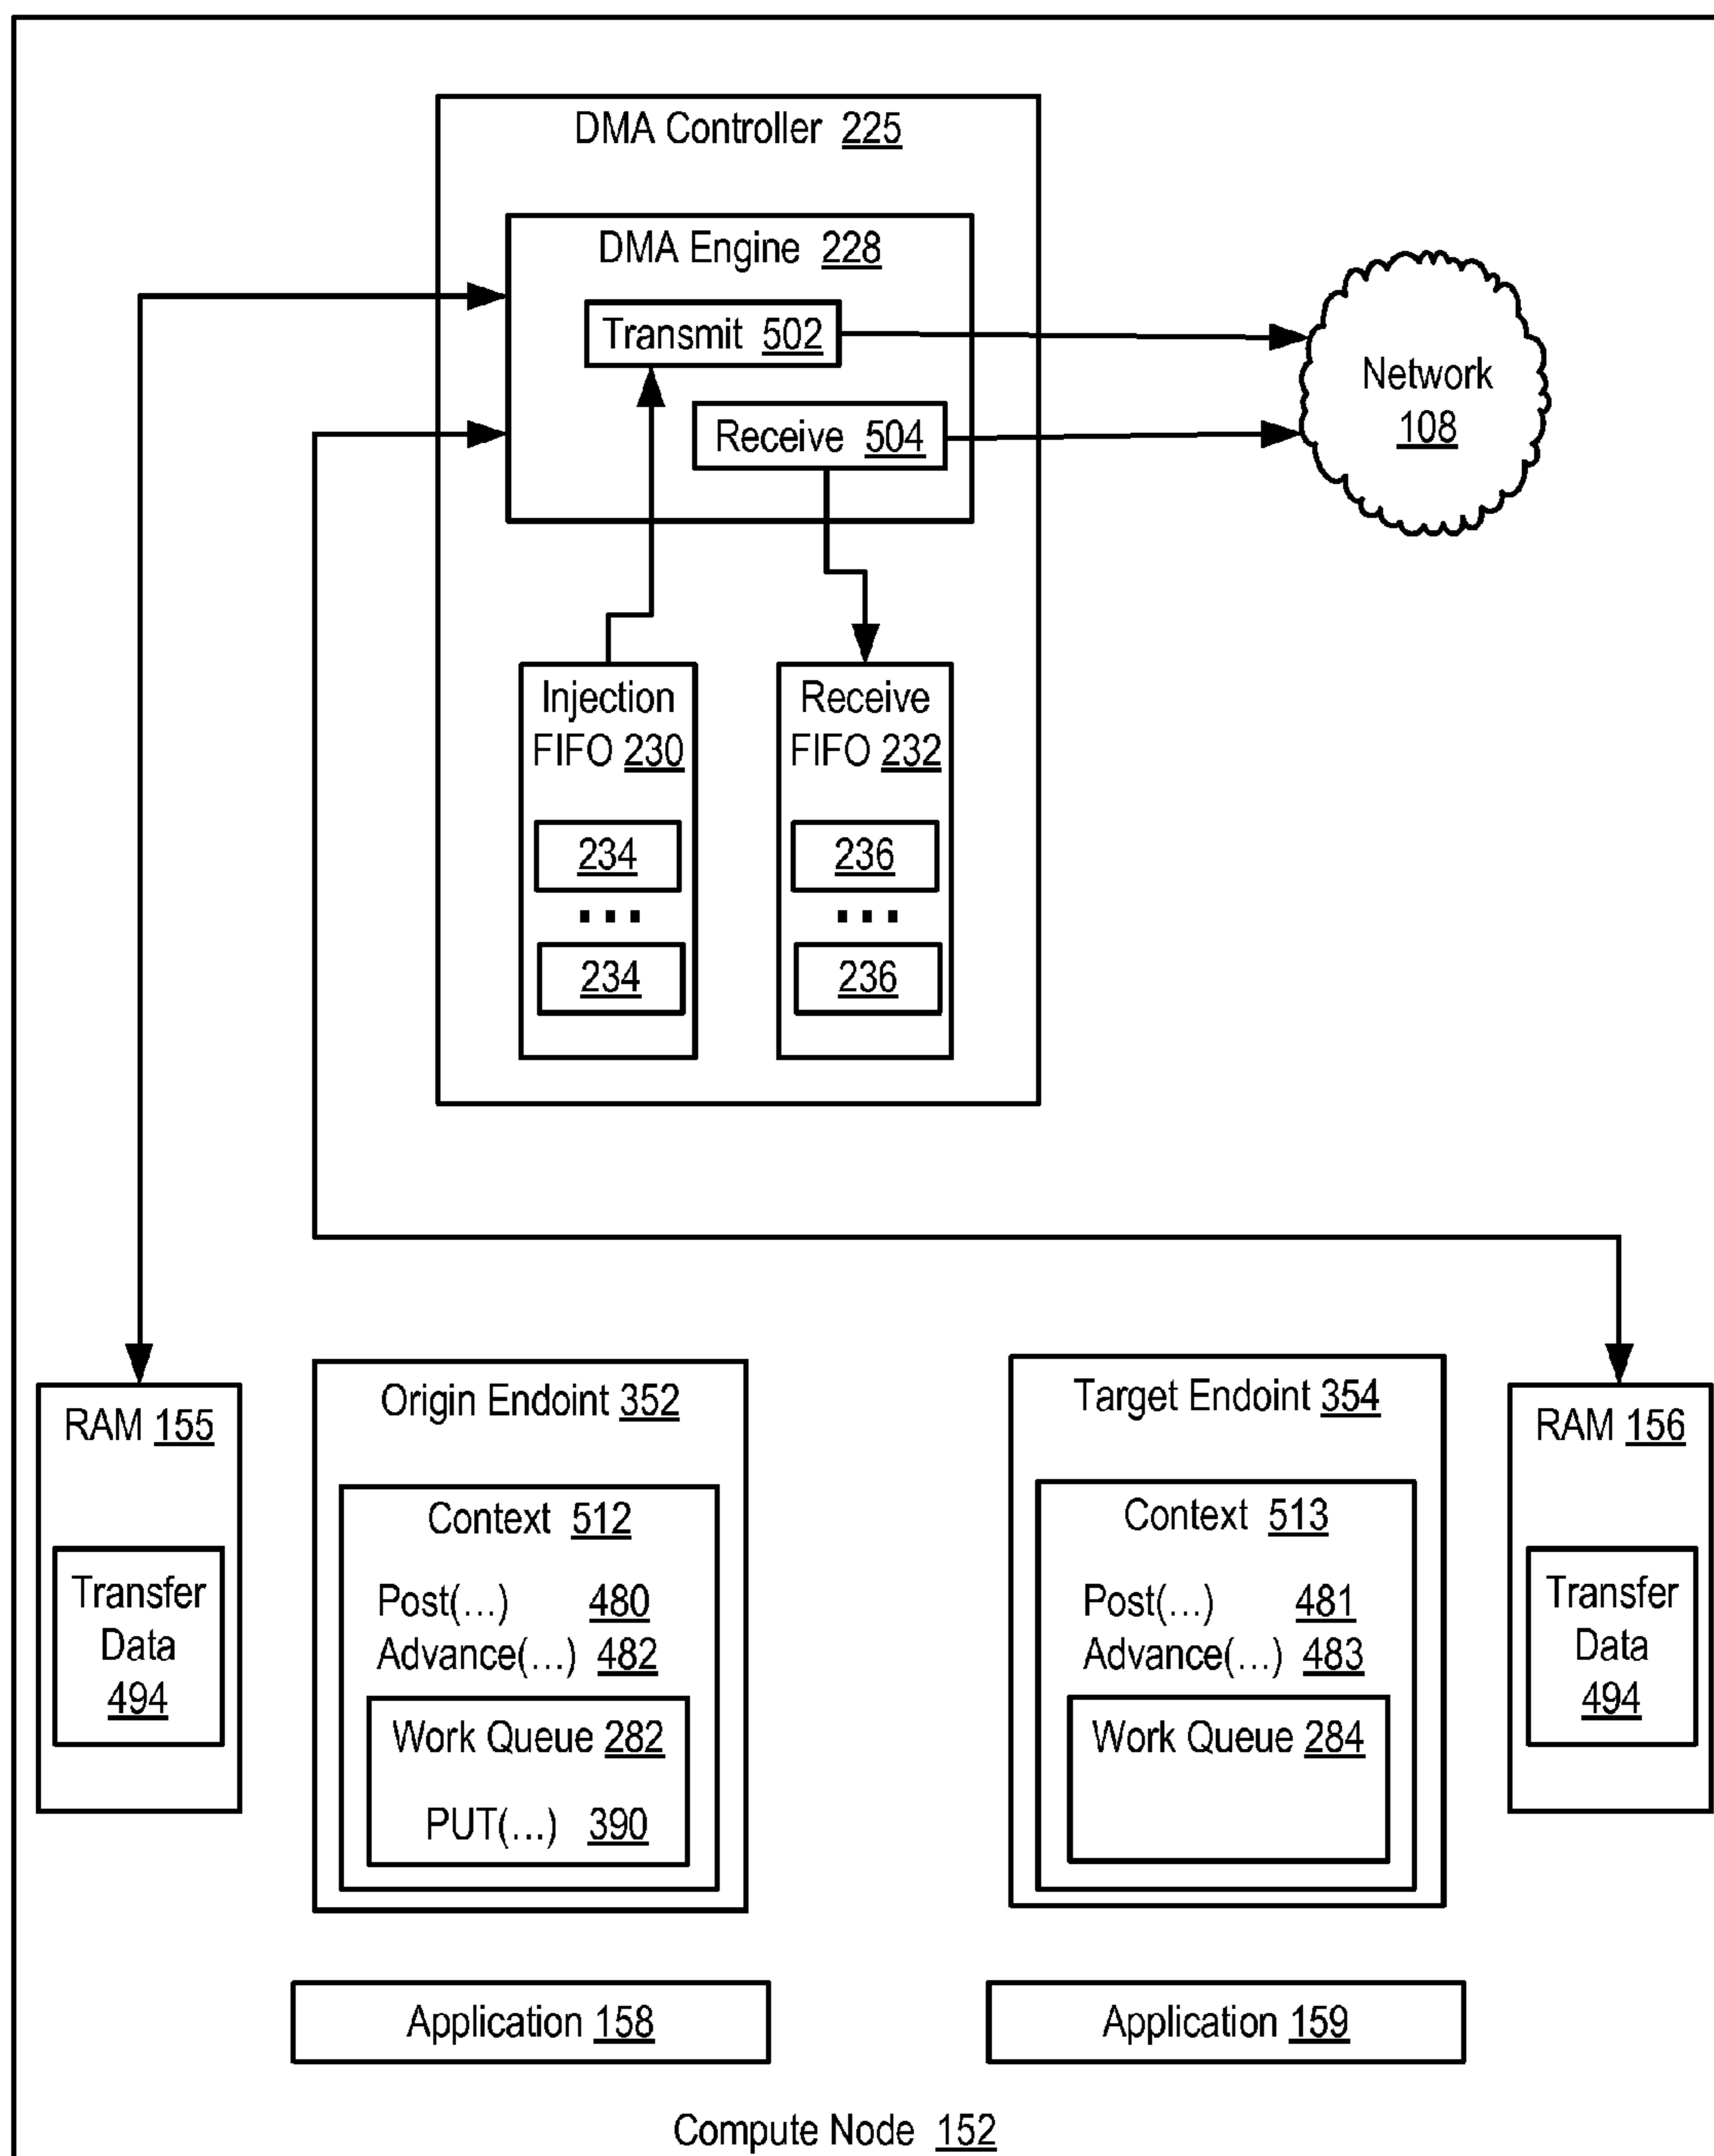 DMA Controller 225
DMA Engine 228
Transmit 502
Receive 504
Network
108
Injection
FIFO 230
234
...
234
Receive
FIFO 232
236
...
236
RAM 155
Transfer
Data
494
Origin Endoint 352
Context 512
Post(...) 480
Advance(...) 482
Work Queue 282
PUT(...) 390
Target Endoint 354
Context 513
Post(...) 481
Advance(...) 483
Work Queue 284
RAM 156
Transfer
Data
494
Application 158
Application 159
Compute Node 152